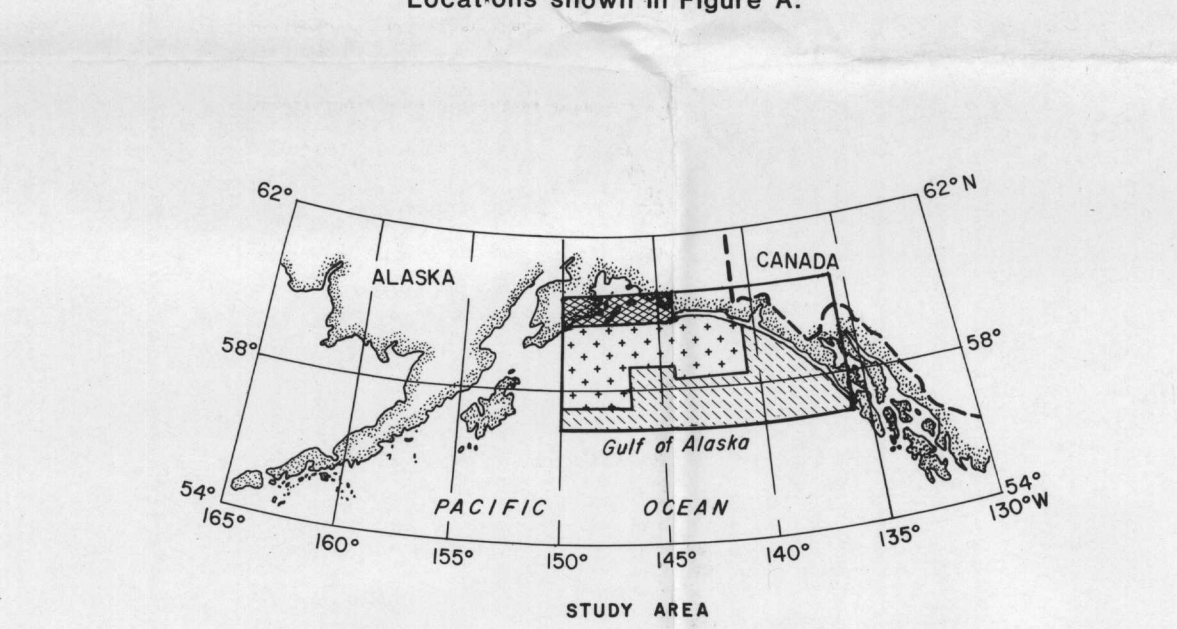 Locations shown in Figure A.
62°
62° N
ALASKA
CANADA
58°
58°
Gulf of Alaska
54°
54°
PACIFIC OCEAN
165°
160°
155°
150°
145°
140°
135°
130°W
STUDY AREA